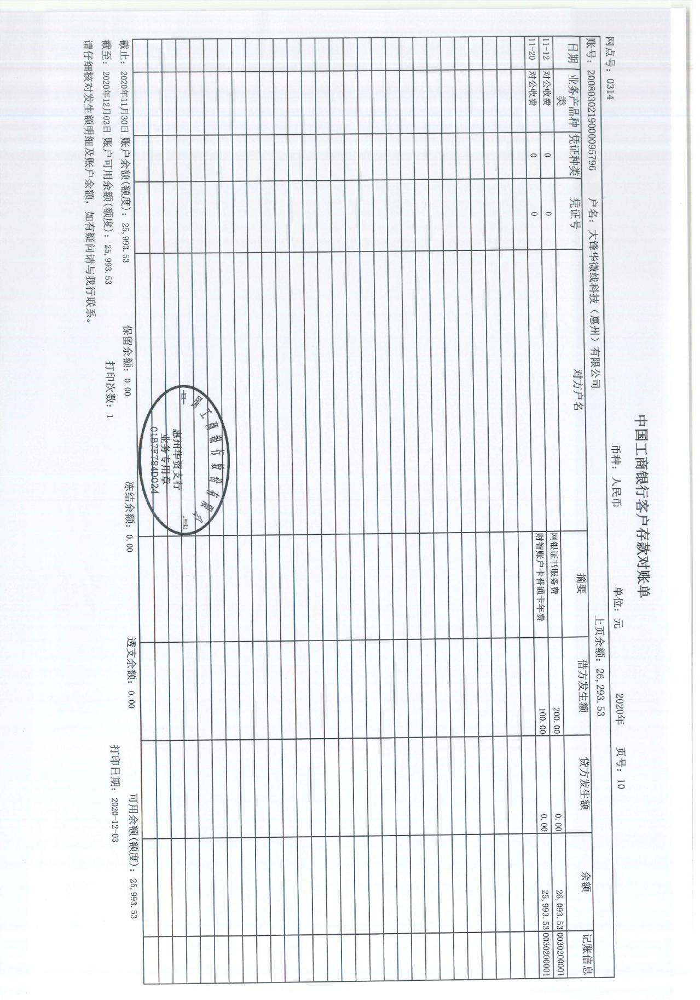 中国工商银行客户存款对账单
网点号: 0314 币种: 人民币 单位: 元 2020年 页号: 10
账号: 2008030219000095796 户名: 大锋华微线科技（惠州）有限公司 上页余额: 26,293.53
日期 业务产品种类 凭证种类 凭证号 对方户名 摘要 借方发生额 贷方发生额 余额 记账信息
11-12 对公收费 0 0 网银证书服务费 200.00 0.00 26,093.53 0030200001
11-20 对公收费 0 0 财智账户卡普通卡年费 100.00 0.00 25,993.53 0030200001
中国工商银行股份有限公司
惠州华贸支行
业务专用章
01B7F784D024
截止: 2020年11月30日 账户余额(额度): 25,993.53 保留余额: 0.00 冻结余额: 0.00 透支余额: 0.00 可用余额(额度): 25,993.53
截至: 2020年12月03日 账户可用余额(额度): 25,993.53 打印次数: 1 打印日期: 2020-12-03
请仔细核对发生额明细及账户余额, 如有疑问请与我行联系。